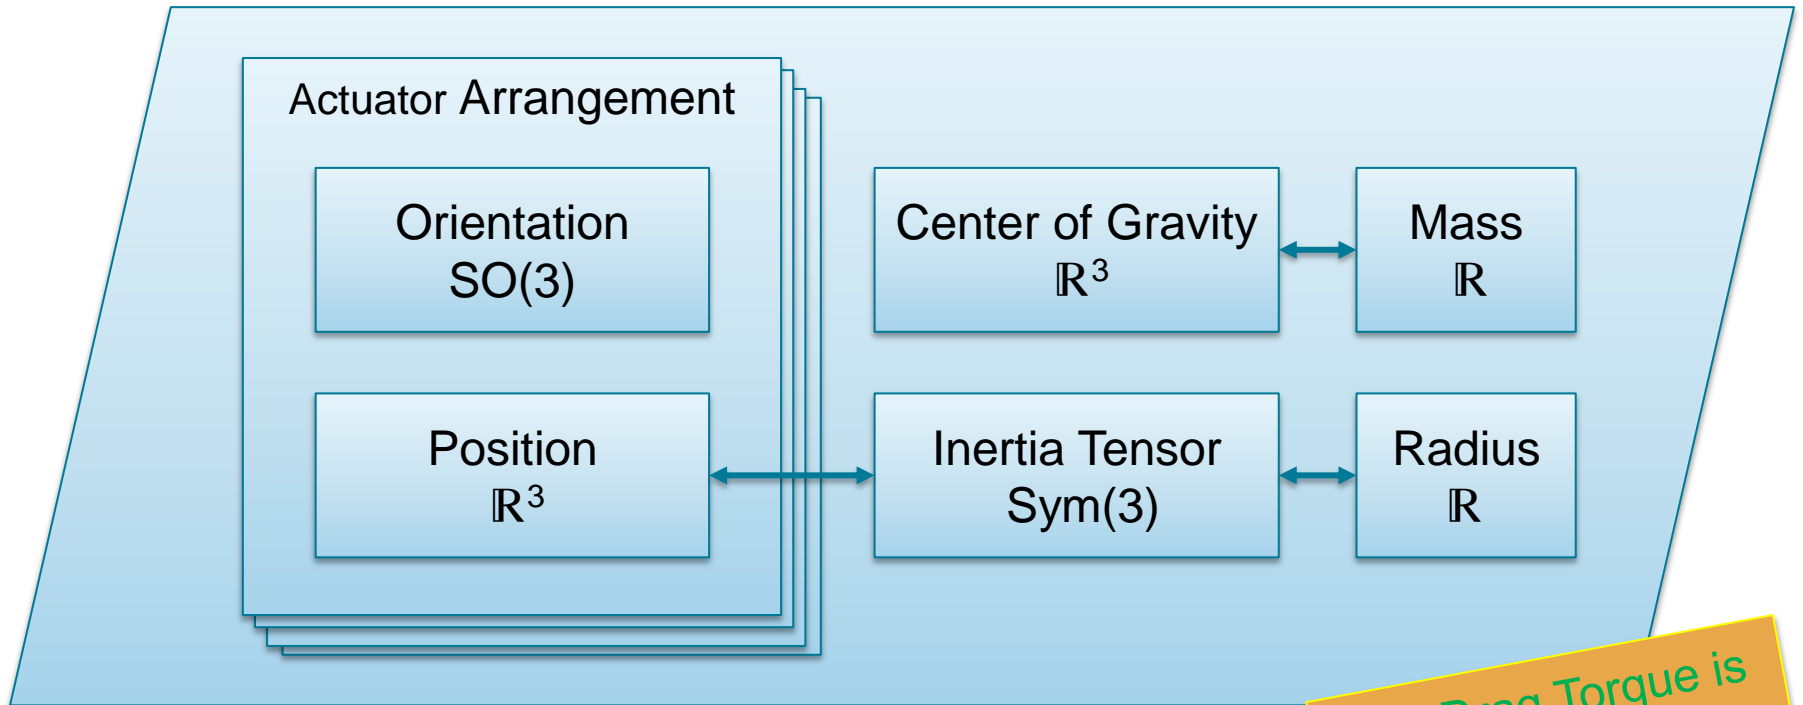 Actuator Arrangement
Orientation
SO(3)
Center of Gravity
ℝ³
Mass
ℝ
Position
ℝ³
Inertia Tensor
Sym(3)
Radius
ℝ
Drag Torque is